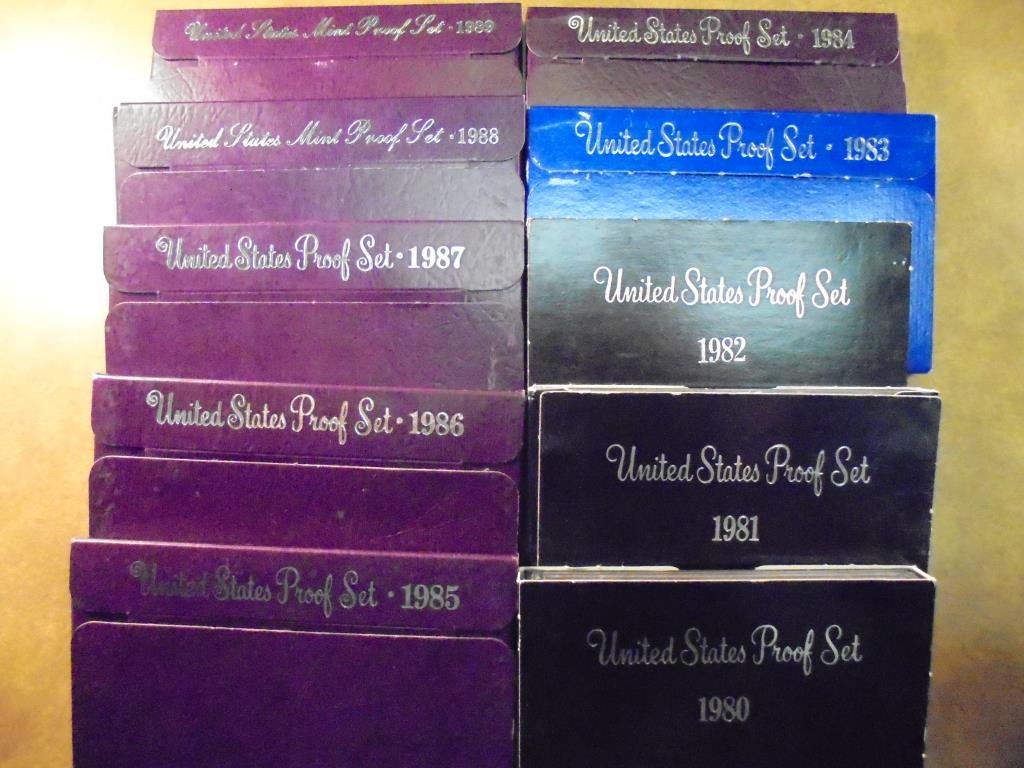 United States Mint Proof Set · 1989
United States Mint Proof Set · 1988
United States Proof Set · 1987
United States Proof Set · 1986
United States Proof Set · 1985
United States Proof Set · 1984
United States Proof Set · 1983
United States Proof Set
1982
United States Proof Set
1981
United States Proof Set
1980